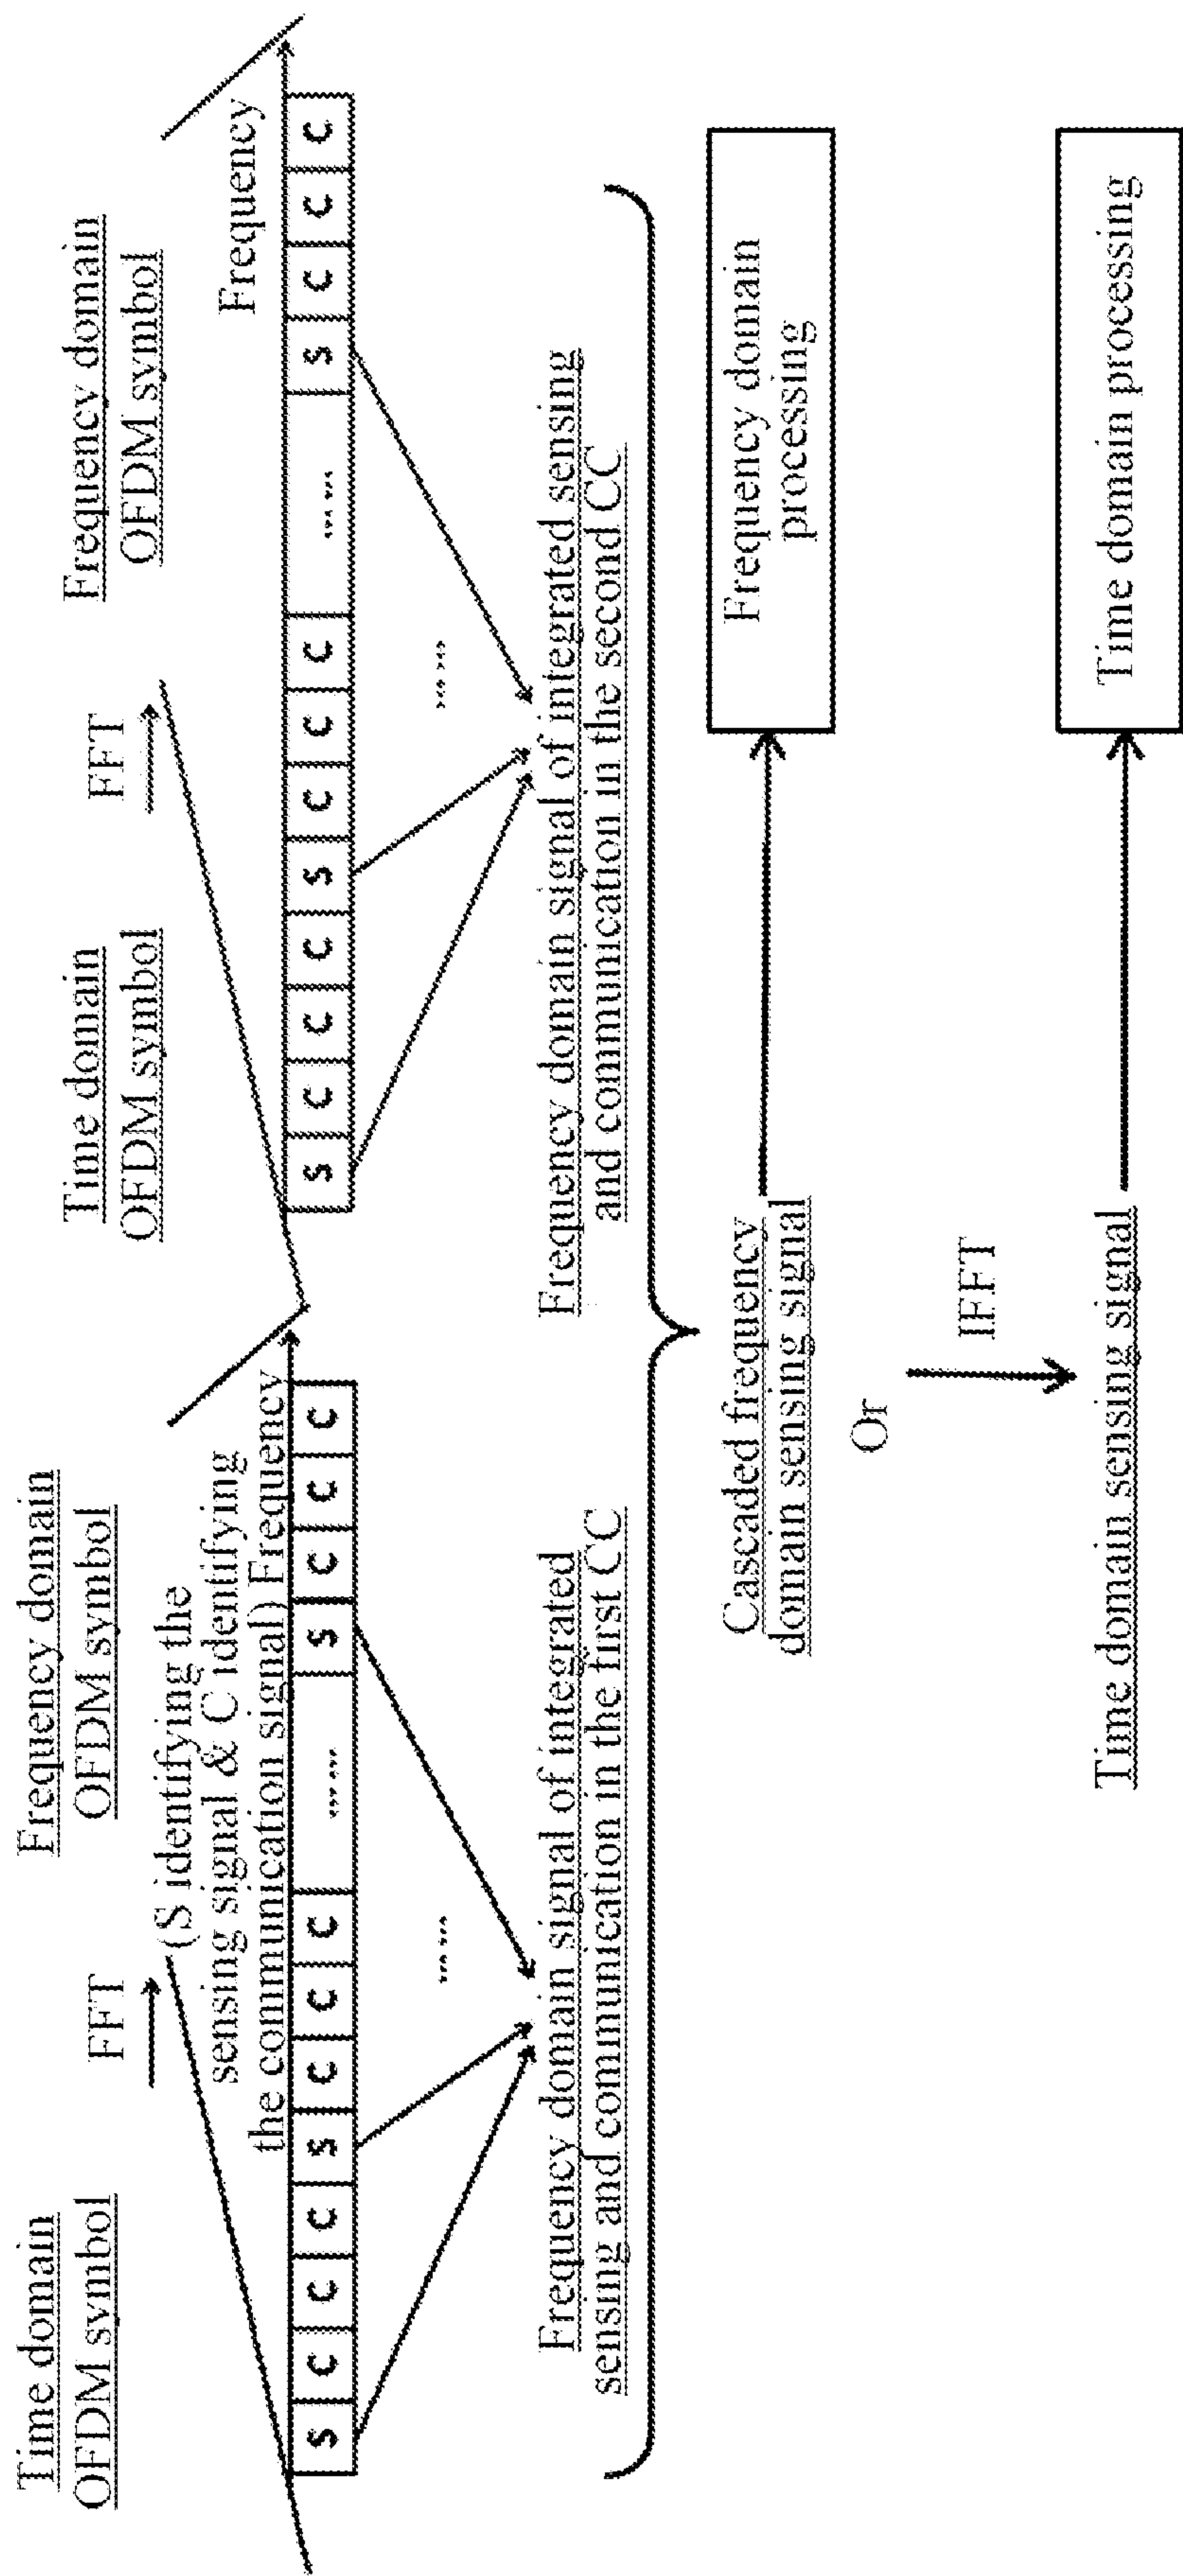 Time domain
OFDM symbol
FFT
Frequency domain
OFDM symbol
(S identifying the
sensing signal & C identifying
the communication signal) Frequency
S C C C S C C C ...... S C C C
......
Frequency domain signal of integrated
sensing and communication in the first CC
Time domain
OFDM symbol
FFT
Frequency domain
OFDM symbol
Frequency
S C C C S C C C ...... S C C C
......
Frequency domain signal of integrated sensing
and communication in the second CC
Cascaded frequency
domain sensing signal
Frequency domain
processing
Or
IFFT
Time domain sensing signal
Time domain processing